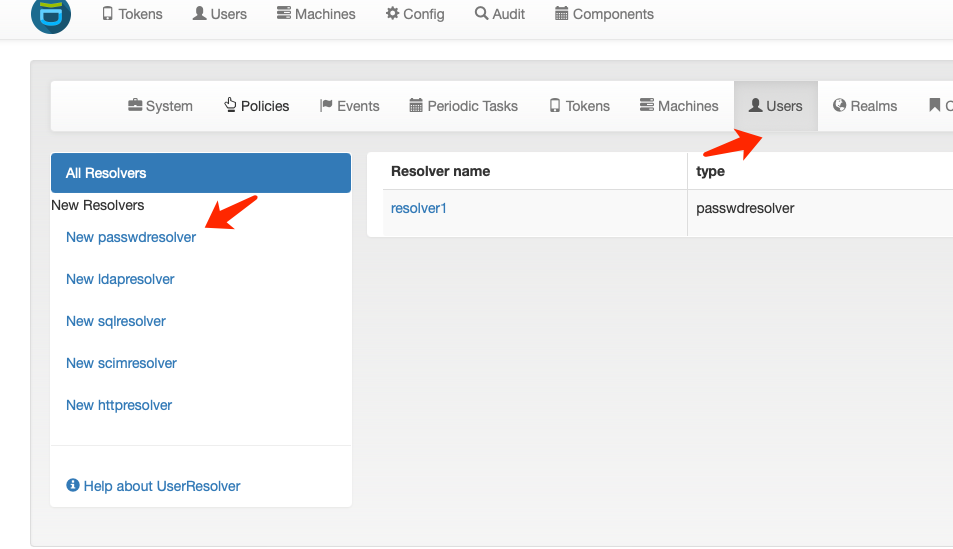 Tokens Users Machines Config Audit Components
System Policies Events Periodic Tasks Tokens Machines Users Realms
All Resolvers
New Resolvers
New passwdresolver
New ldapresolver
New sqlresolver
New scimresolver
New httpresolver
Help about UserResolver
Resolver name type
resolver1 passwdresolver